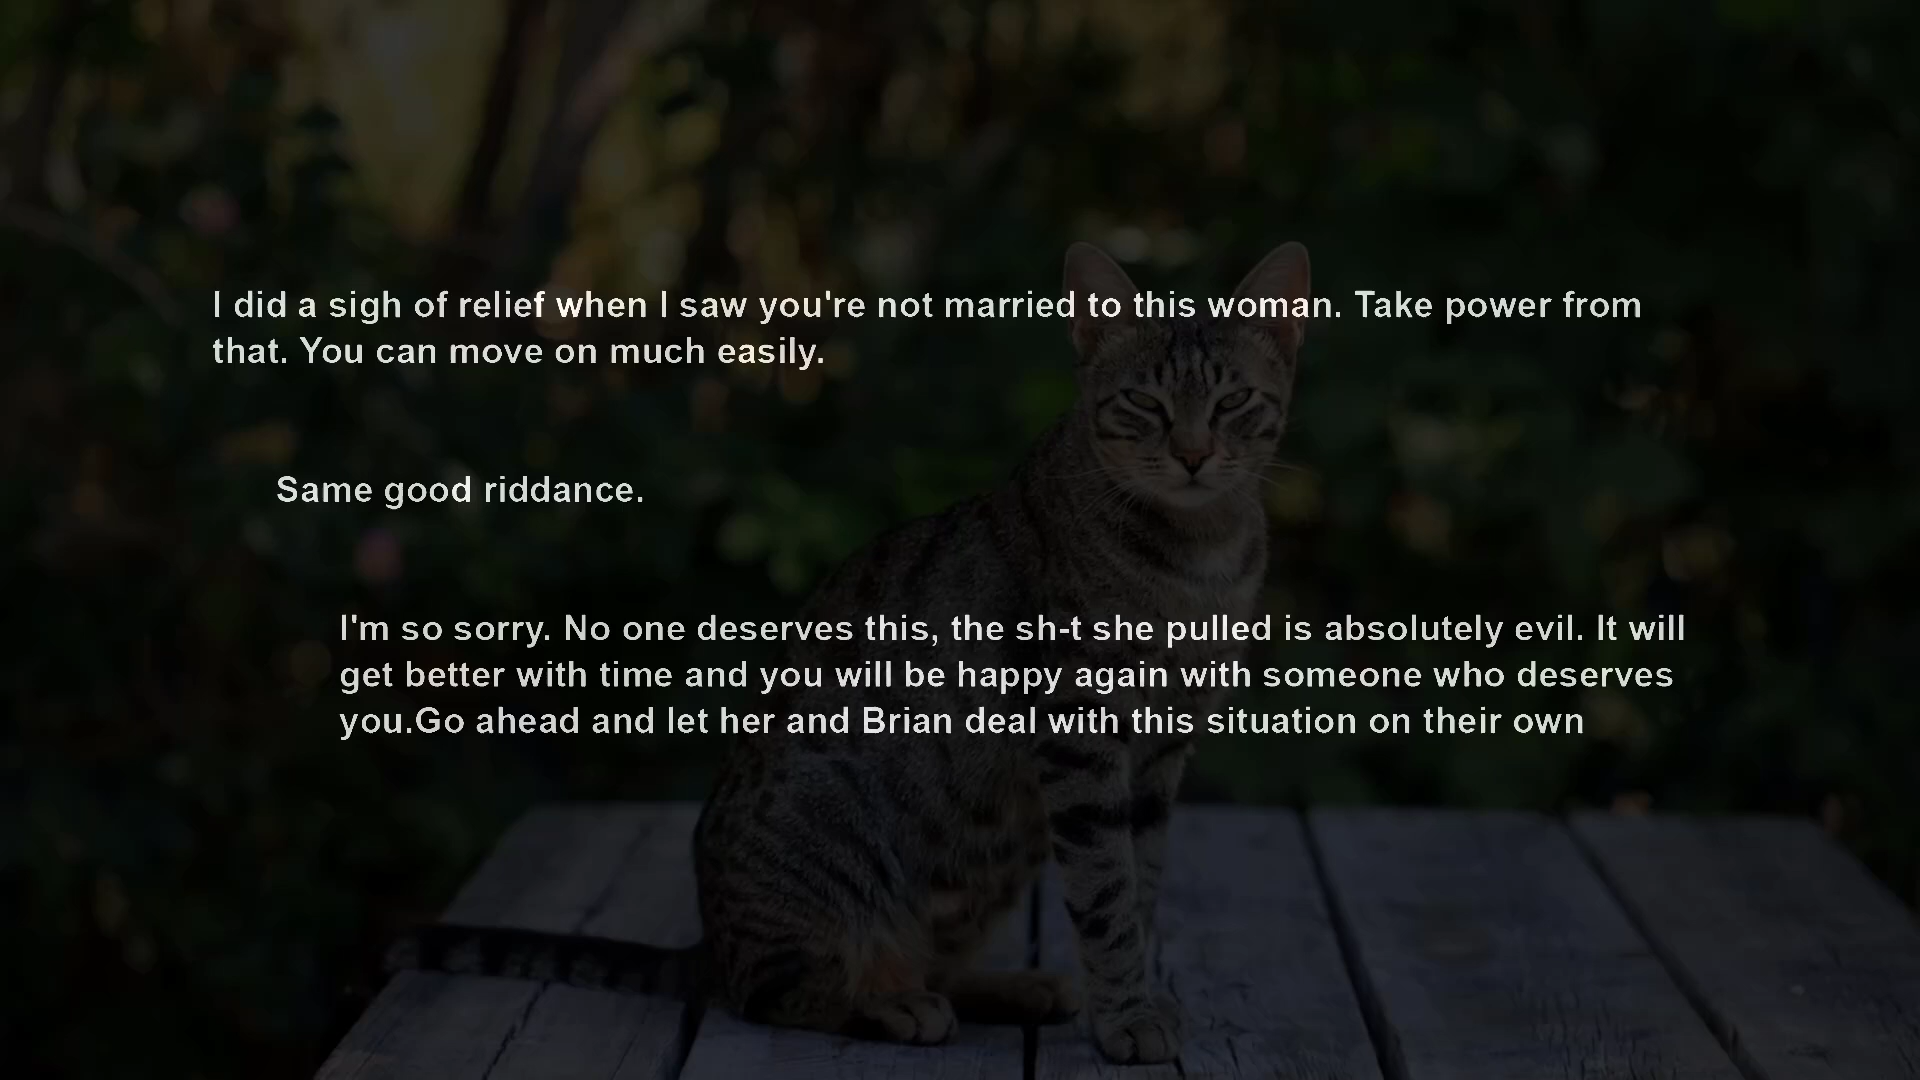 I did a sigh of relief when I saw you're not married to this woman. Take power from
that. You can move on much easily.
Same good riddance.
I'm so sorry. No one deserves this, the sh-t she pulled is absolutely evil. It will
get better with time and you will be happy again with someone who deserves
you.Go ahead and let her and Brian deal with this situation on their own